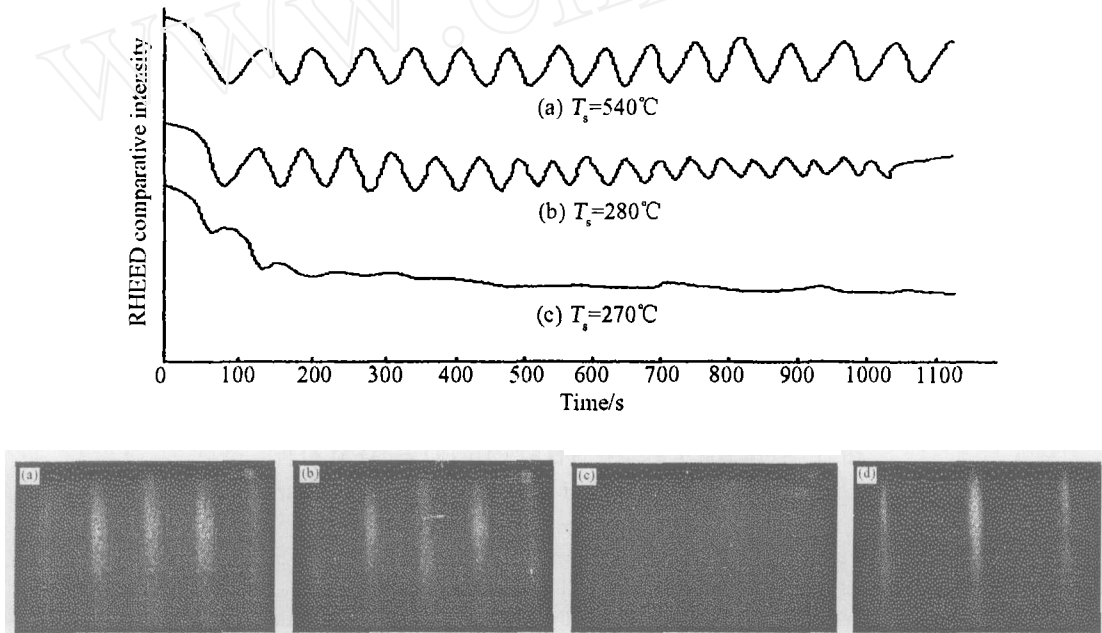 RHEED comparative intensity
(a) Tₛ=540℃
(b) Tₛ=280℃
(c) Tₛ=270℃
0 100 200 300 400 500 600 700 800 900 1000 1100
Time/s
(a) (b) (c) (d)